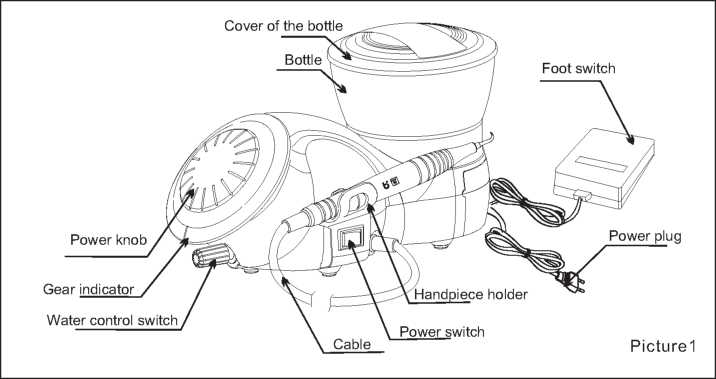 Cover of the bottle
Bottle
Foot switch
Power knob
Power plug
Gear indicator
Handpiece holder
Water control switch
Power switch
Cable
Picture1